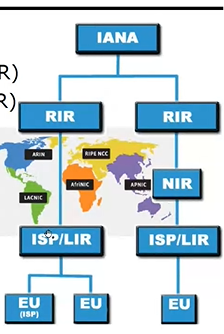 IANA
R)
R)
RIR RIR
ARIN RIPE NCC
AfriNIC APNIC NIR
LACNIC
ISP/LIR ISP/LIR
EU EU EU
(ISP)